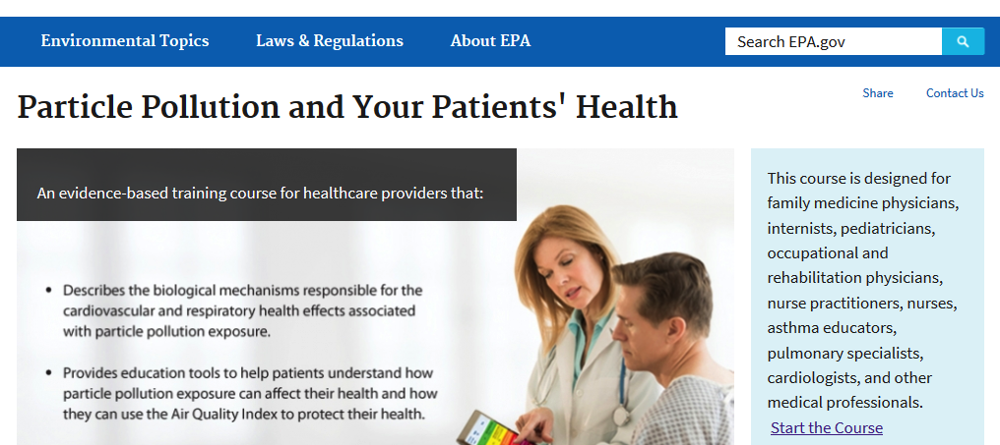 Environmental Topics Laws & Regulations About EPA Search EPA.gov
Share Contact Us
Particle Pollution and Your Patients' Health
An evidence-based training course for healthcare providers that:
• Describes the biological mechanisms responsible for the
cardiovascular and respiratory health effects associated
with particle pollution exposure.
• Provides education tools to help patients understand how
particle pollution exposure can affect their health and how
they can use the Air Quality Index to protect their health.
This course is designed for
family medicine physicians,
internists, pediatricians,
occupational and
rehabilitation physicians,
nurse practitioners, nurses,
asthma educators,
pulmonary specialists,
cardiologists, and other
medical professionals.
Start the Course